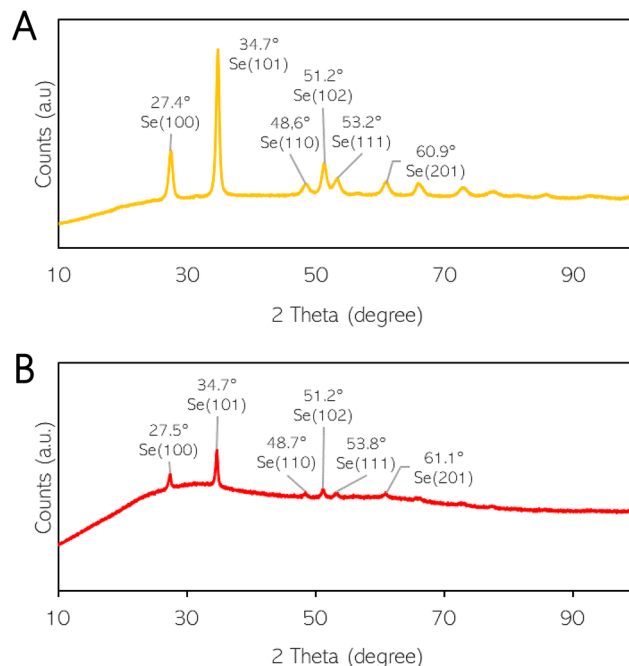 A
34.7°
Se(101)
27.4°
Se(100)
51.2°
Se(102)
48,6°
Se(110)
53.2°
Se(111)
60.9°
Se(201)
Counts (a.u)
10 30 50 70 90
2 Theta (degree)
B
34.7°
Se(101)
27.5°
Se(100)
51.2°
Se(102)
48.7°
Se(110)
53.8°
Se(111)
61.1°
Se(201)
Counts (a.u.)
10 30 50 70 90
2 Theta (degree)